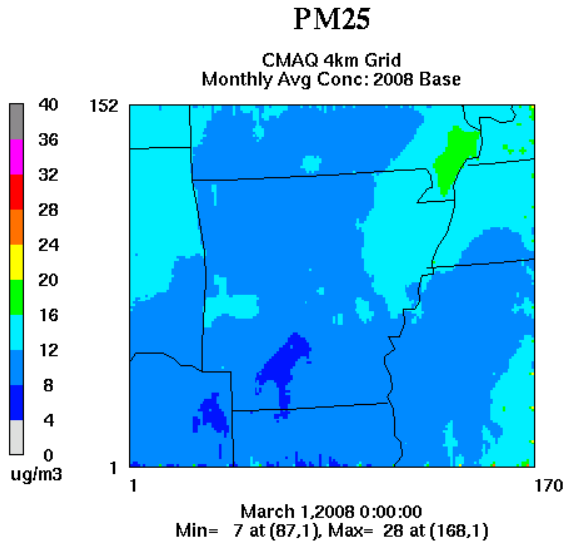 PM25
CMAQ 4km Grid
Monthly Avg Conc: 2008 Base
40
36
32
28
24
20
16
12
8
4
0
ug/m3
152
1
1
170
March 1,2008 0:00:00
Min= 7 at (87,1), Max= 28 at (168,1)